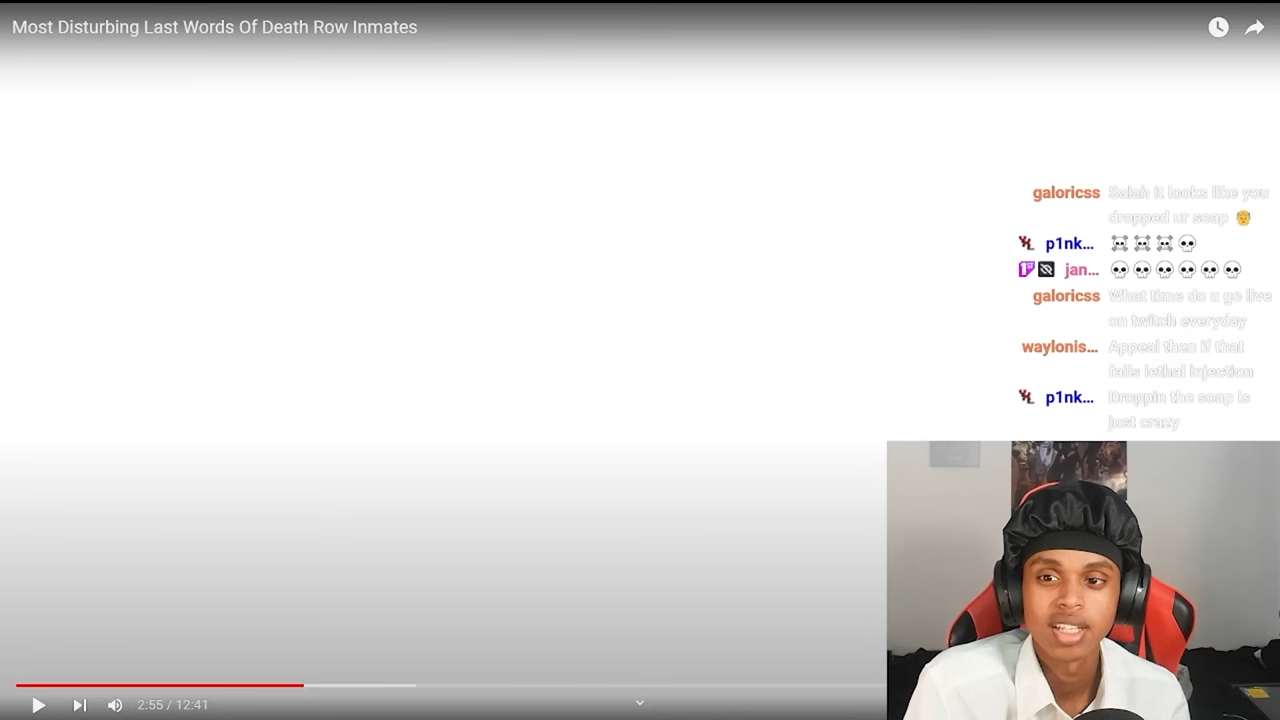 Most Disturbing Last Words Of Death Row Inmates
galoricss Salah it looks like you
dropped ur soap
p1nk...
jan...
galoricss What time do u go live
on twitch everyday
waylonis... Appeal then if that
fails lethal injection
p1nk... Droppin the soap is
just crazy
2:55 / 12:41